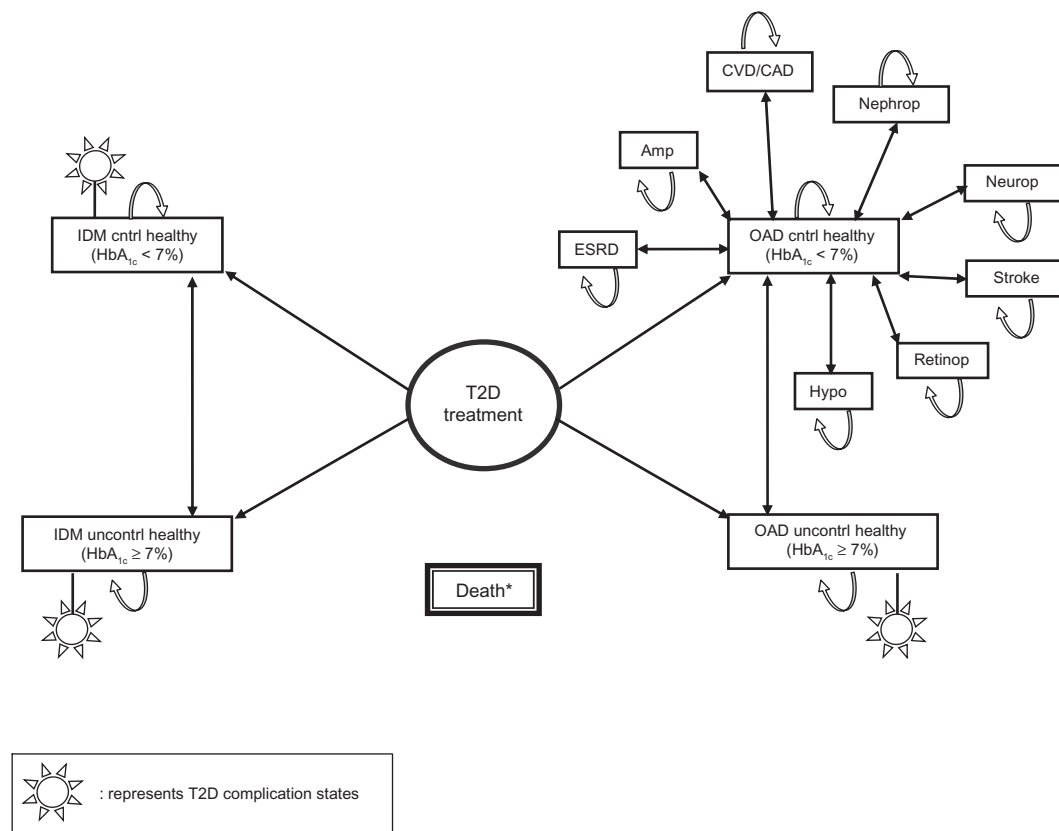 CVD/CAD
Nephrop
Amp
Neurop
IDM cntrl healthy
(HbA1c < 7%)
ESRD
OAD cntrl healthy
(HbA1c < 7%)
Stroke
Retinop
Hypo
T2D
treatment
IDM uncontrl healthy
(HbA1c ≥ 7%)
OAD uncontrl healthy
(HbA1c ≥ 7%)
Death*
: represents T2D complication states